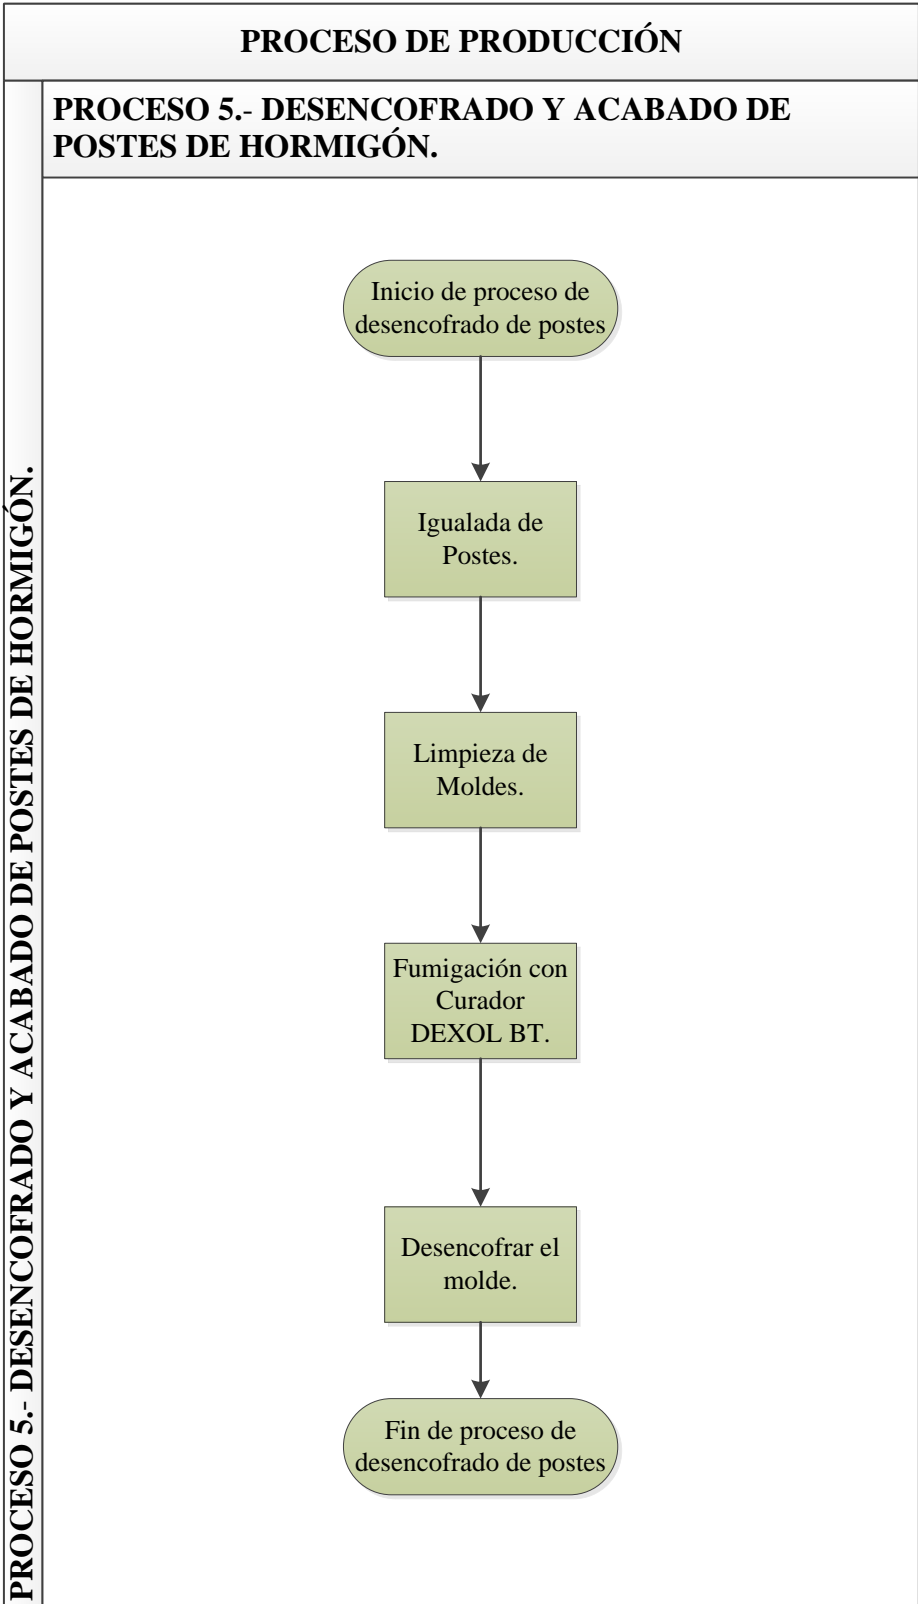 PROCESO DE PRODUCCIÓN
PROCESO 5.- DESENCOFRADO Y ACABADO DE
POSTES DE HORMIGÓN.
PROCESO 5.- DESENCOFRADO Y ACABADO DE POSTES DE HORMIGÓN.
Inicio de proceso de
desencofrado de postes
Igualada de
Postes.
Limpieza de
Moldes.
Fumigación con
Curador
DEXOL BT.
Desencofrar el
molde.
Fin de proceso de
desencofrado de postes